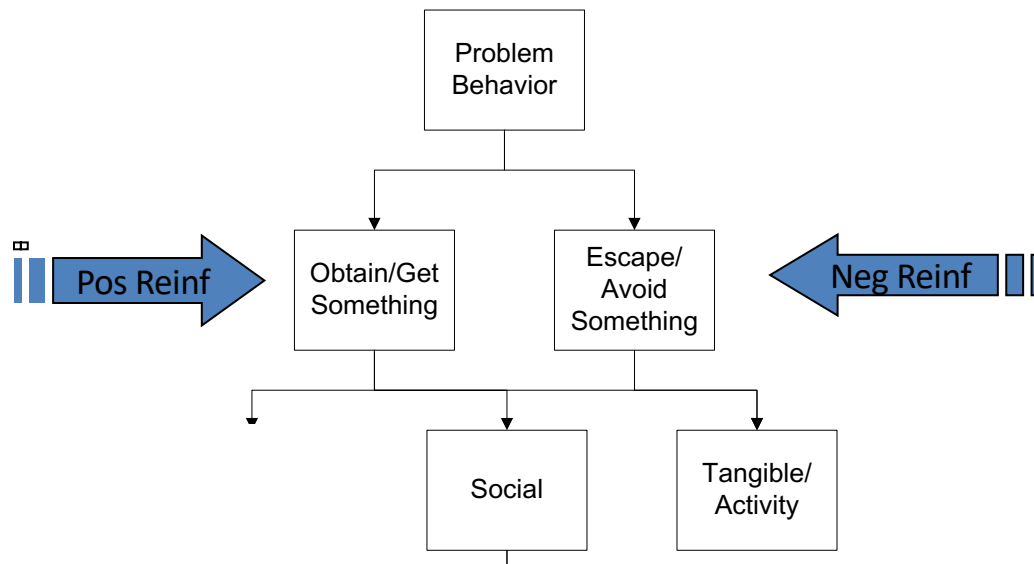 Problem
Behavior
Pos Reinf
Obtain/Get
Something
Escape/
Avoid
Something
Neg Reinf
Social
Tangible/
Activity